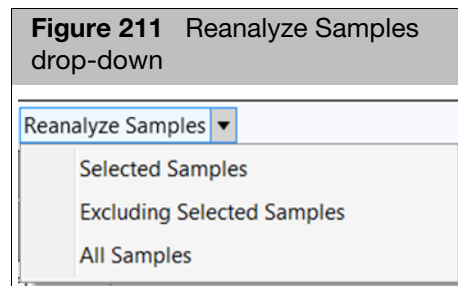 Figure 211 Reanalyze Samples
drop-down
Reanalyze Samples
Selected Samples
Excluding Selected Samples
All Samples